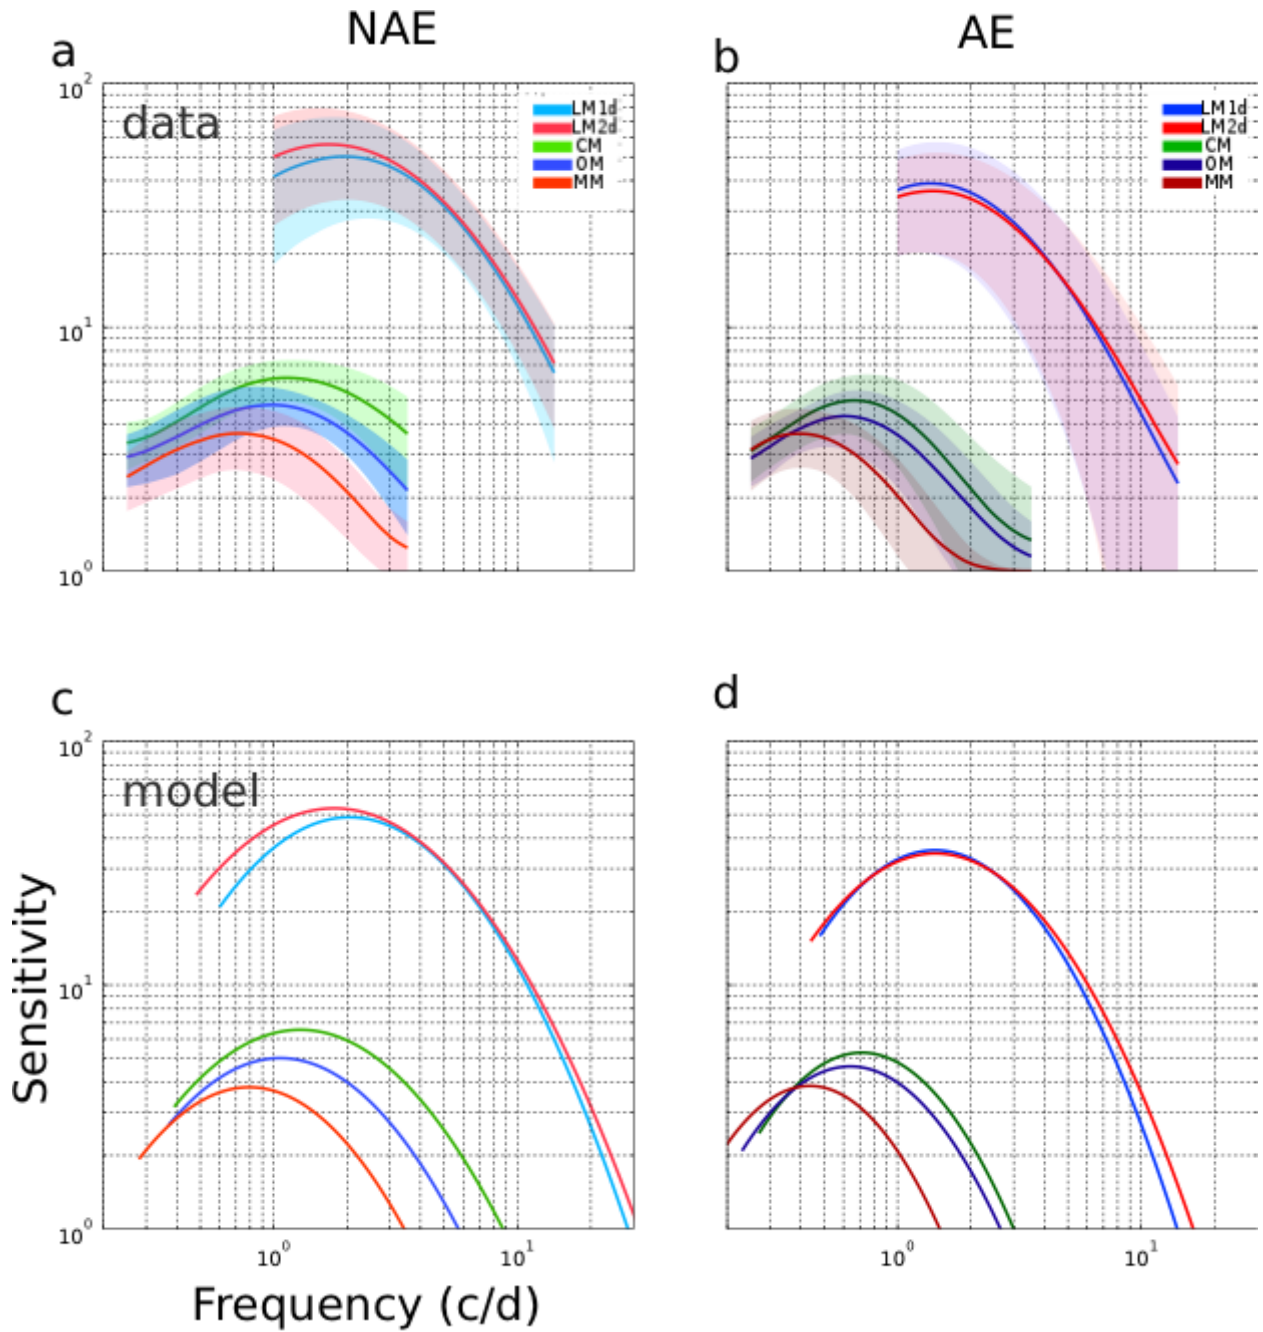 NAE
AE
a
b
10²
data
LM1d
LM2d
CM
OM
MM
LM1d
LM2d
CM
OM
MM
10¹
10⁰
c
d
10²
model
10¹
10⁰
10⁰
10¹
10⁰
10¹
Sensitivity
Frequency (c/d)